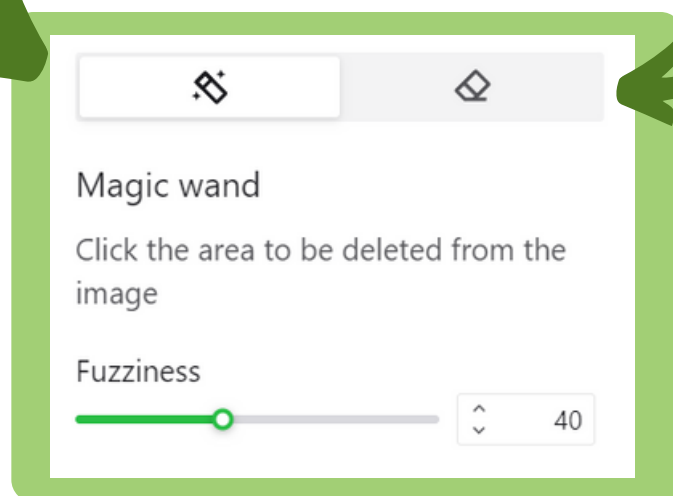 Magic wand
Click the area to be deleted from the
image
Fuzziness
40